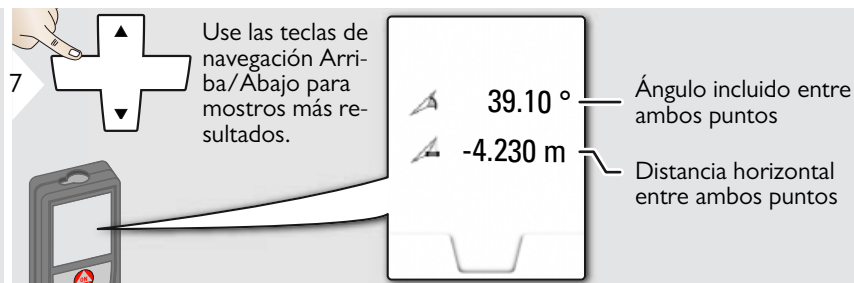 7
Use las teclas de
navegación Arri-
ba/Abajo para
mostros más re-
sultados.
39.10 °
-4.230 m
Ángulo incluido entre
ambos puntos
Distancia horizontal
entre ambos puntos